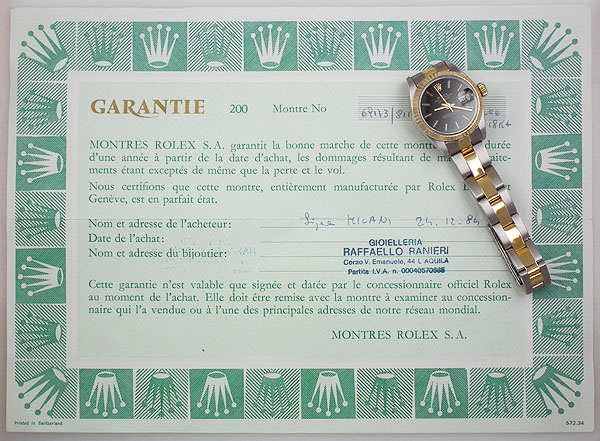 GARANTIE 200 Montre No 69173/811
18kt
MONTRES ROLEX S.A. garantit la bonne marche de cette montre durée
d'une année à partir de la date d'achat, les dommages résultant de
étant exceptés de même que la perte et le vol.
Nous certifions que cette montre, entièrement manufacturée par Rolex et
Genève, est en parfait état.
Nom et adresse de l'acheteur: Sig.ra MILANI 24.12.84
Date de l'achat:
Nom et adresse du bijoutier:
GIOIELLERIA
RAFFAELLO RANIERI
Corso V. Emanuele, 44 L'AQUILA
Partita I.V.A. n. 00040570665
Cette garantie n'est valable que signée et datée par le concessionnaire officiel Rolex
au moment de l'achat. Elle doit être remise avec la montre à examiner au concession-
naire qui l'a vendue ou à l'une des principales adresses de notre réseau mondial.
MONTRES ROLEX S.A.
Printed in Switzerland 572.34